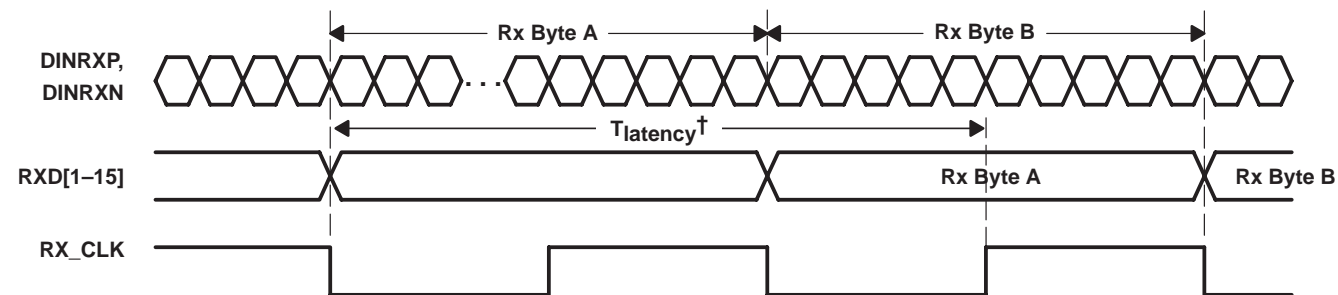 Rx Byte A
Rx Byte B
DINRXP,
DINRXN
. . .
Tlatency†
RXD[1–15]
Rx Byte A
Rx Byte B
RX_CLK